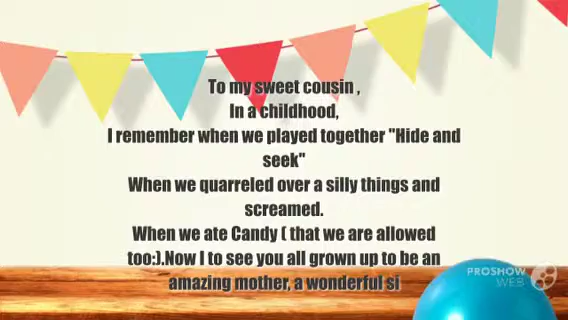 To my sweet cousin ,
In a childhood,
I remember when we played together "Hide and
seek"
When we quarreled over a silly things and
screamed.
When we ate Candy ( that we are allowed
too:).Now I to see you all grown up to be an
amazing mother, a wonderful si
PROSHOW
WEB